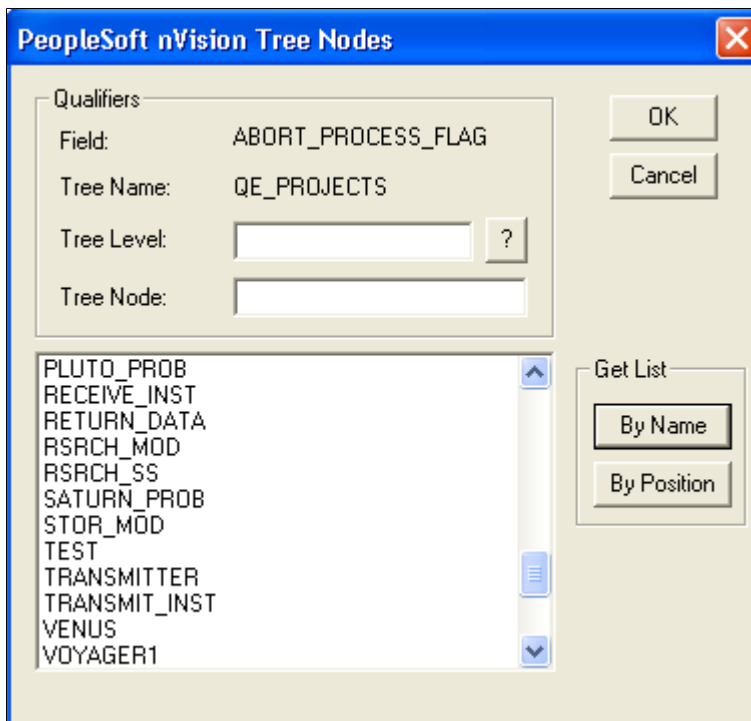 PeopleSoft nVision Tree Nodes
Qualifiers
Field: ABORT_PROCESS_FLAG
Tree Name: QE_PROJECTS
Tree Level: ?
Tree Node:
OK
Cancel
PLUTO_PROB
RECEIVE_INST
RETURN_DATA
RSRCH_MOD
RSRCH_SS
SATURN_PROB
STOR_MOD
TEST
TRANSMITTER
TRANSMIT_INST
VENUS
VOYAGER1
Get List
By Name
By Position